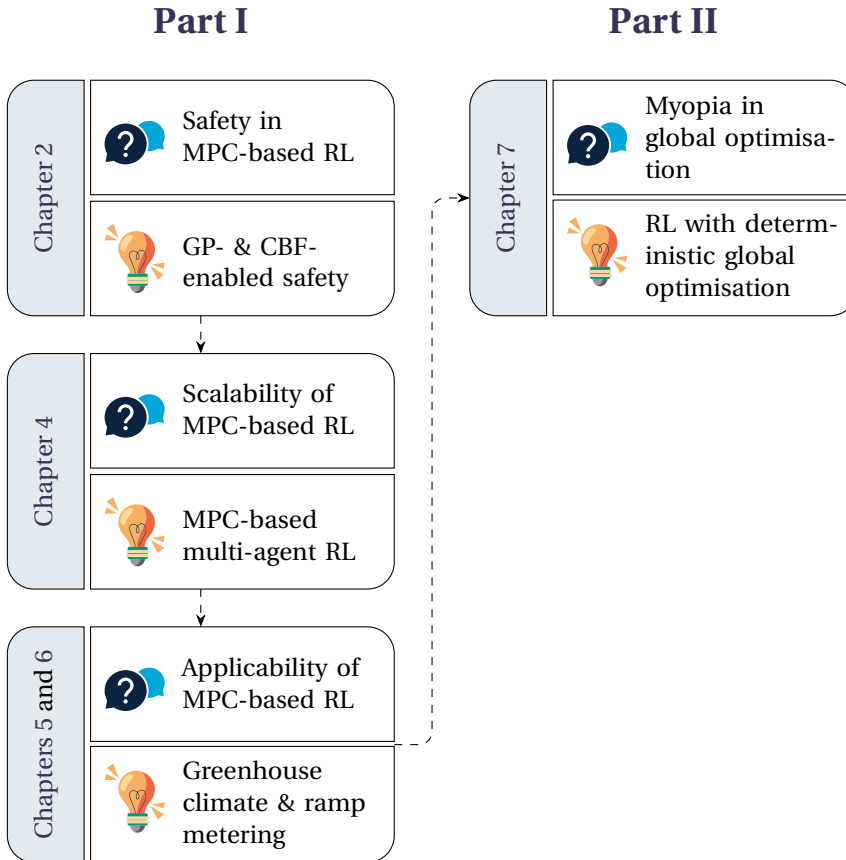 Part I
Chapter 2
?
Safety in
MPC-based RL
GP- & CBF-
enabled safety
Chapter 4
?
Scalability of
MPC-based RL
MPC-based
multi-agent RL
Chapters 5 and 6
?
Applicability of
MPC-based RL
Greenhouse
climate & ramp
metering
Part II
Chapter 7
?
Myopia in
global optimisa-
tion
RL with determ-
inistic global
optimisation